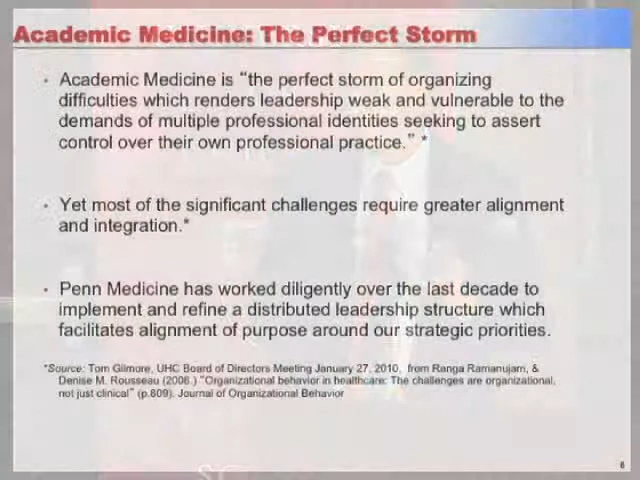 Academic Medicine: The Perfect Storm
• Academic Medicine is “the perfect storm of organizing
difficulties which renders leadership weak and vulnerable to the
demands of multiple professional identities seeking to assert
control over their own professional practice.” *
• Yet most of the significant challenges require greater alignment
and integration.*
• Penn Medicine has worked diligently over the last decade to
implement and refine a distributed leadership structure which
facilitates alignment of purpose around our strategic priorities.
*Source: Tom Gilmore, UHC Board of Directors Meeting January 27, 2010, from Ranga Ramanujam, &
Denise M. Rousseau (2006.) “Organizational behavior in healthcare: The challenges are organizational,
not just clinical” (p.809). Journal of Organizational Behavior
6